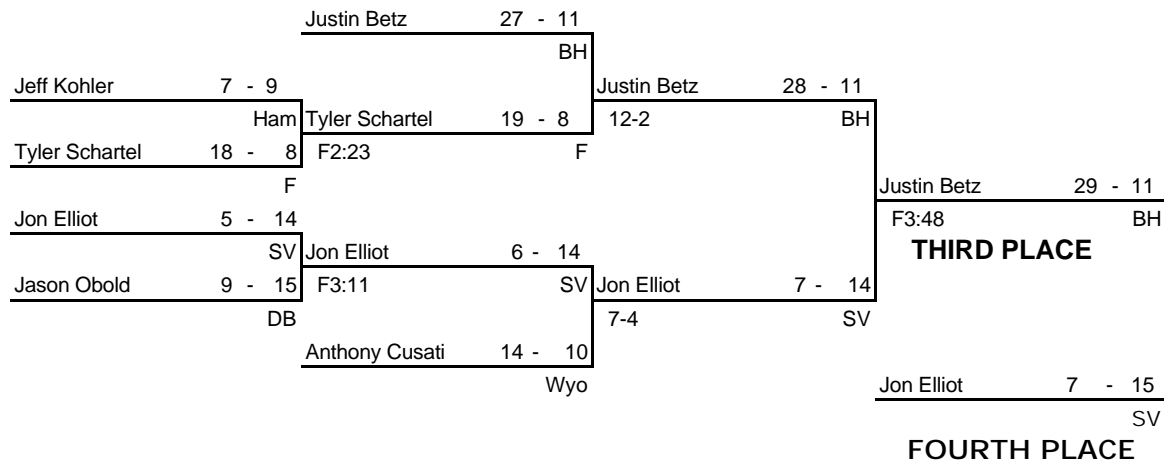 Justin Betz 27 - 11
BH
Jeff Kohler 7 - 9 Justin Betz 28 - 11
Ham Tyler Schartel 19 - 8 12-2 BH
Tyler Schartel 18 - 8 F2:23 F
F Justin Betz 29 - 11
Jon Elliot 5 - 14 F3:48 BH
SV Jon Elliot 6 - 14 THIRD PLACE
Jason Obold 9 - 15 F3:11 SV Jon Elliot 7 - 14
DB 7-4 SV
Anthony Cusati 14 - 10
Wyo Jon Elliot 7 - 15
SV
FOURTH PLACE